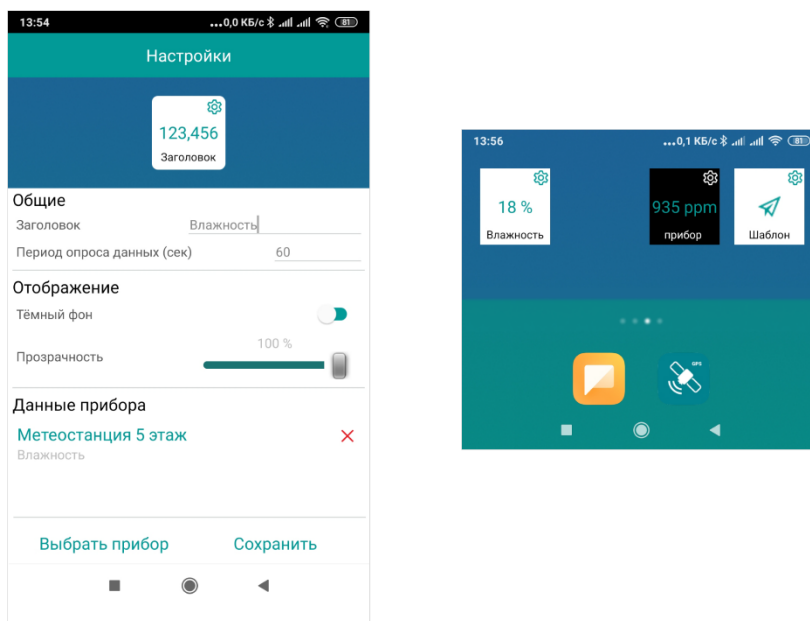 13:54 ...0,0 КБ/с 81
Настройки
123,456
Заголовок
Общие
Заголовок Влажность
Период опроса данных (сек) 60
Отображение
Тёмный фон
100 %
Прозрачность
Данные прибора
Метеостанция 5 этаж
Влажность
Выбрать прибор Сохранить
13:56 ...0,1 КБ/с 81
18 % 935 ppm
Влажность прибор Шаблон
GPS